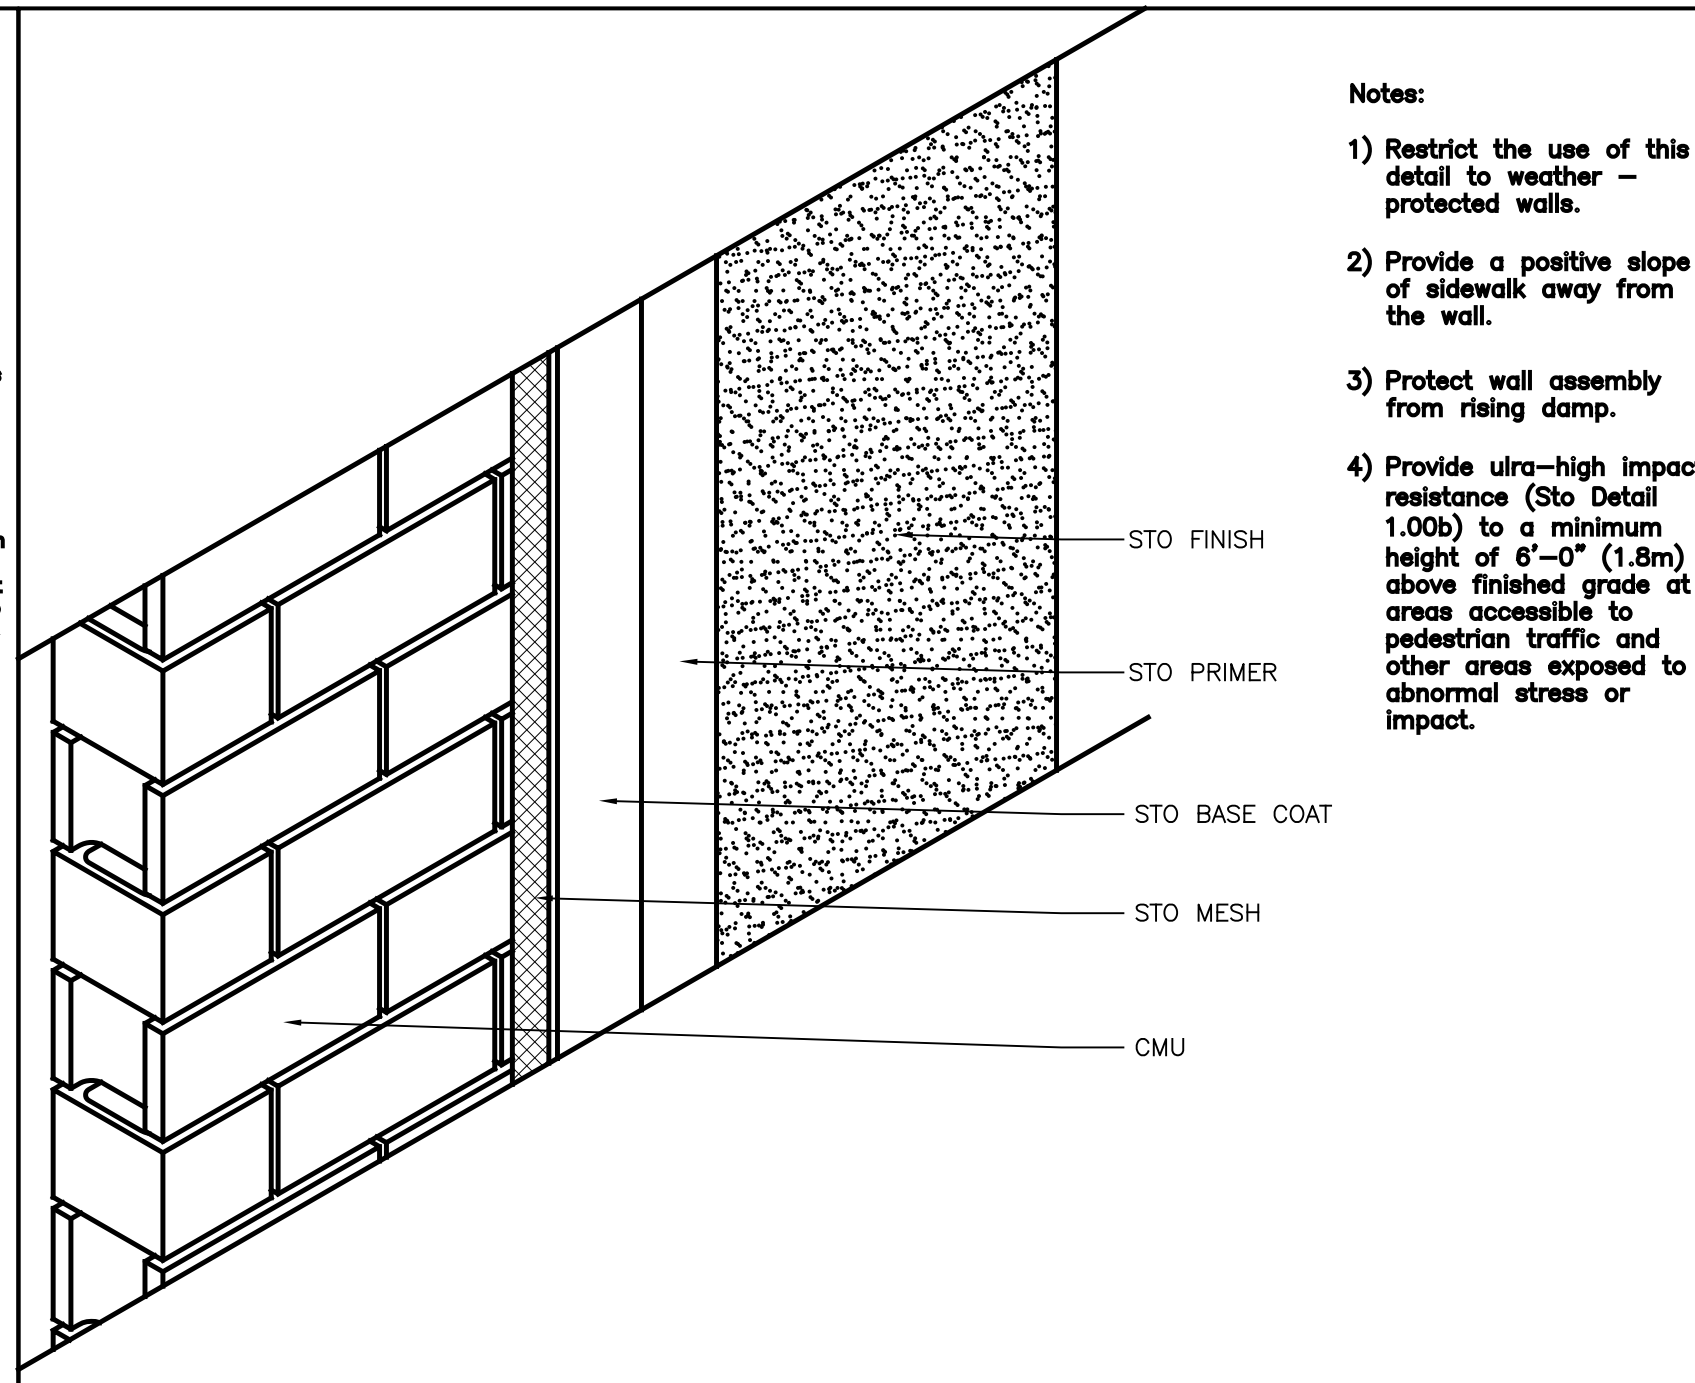 Notes:
1) Restrict the use of this
detail to weather —
protected walls.
2) Provide a positive slope
of sidewalk away from
the wall.
3) Protect wall assembly
from rising damp.
4) Provide ulra—high impact
resistance (Sto Detail
1.00b) to a minimum
height of 6'—0" (1.8m)
above finished grade at
areas accessible to
pedestrian traffic and
other areas exposed to
abnormal stress or
impact.
STO FINISH
STO PRIMER
STO BASE COAT
STO MESH
CMU